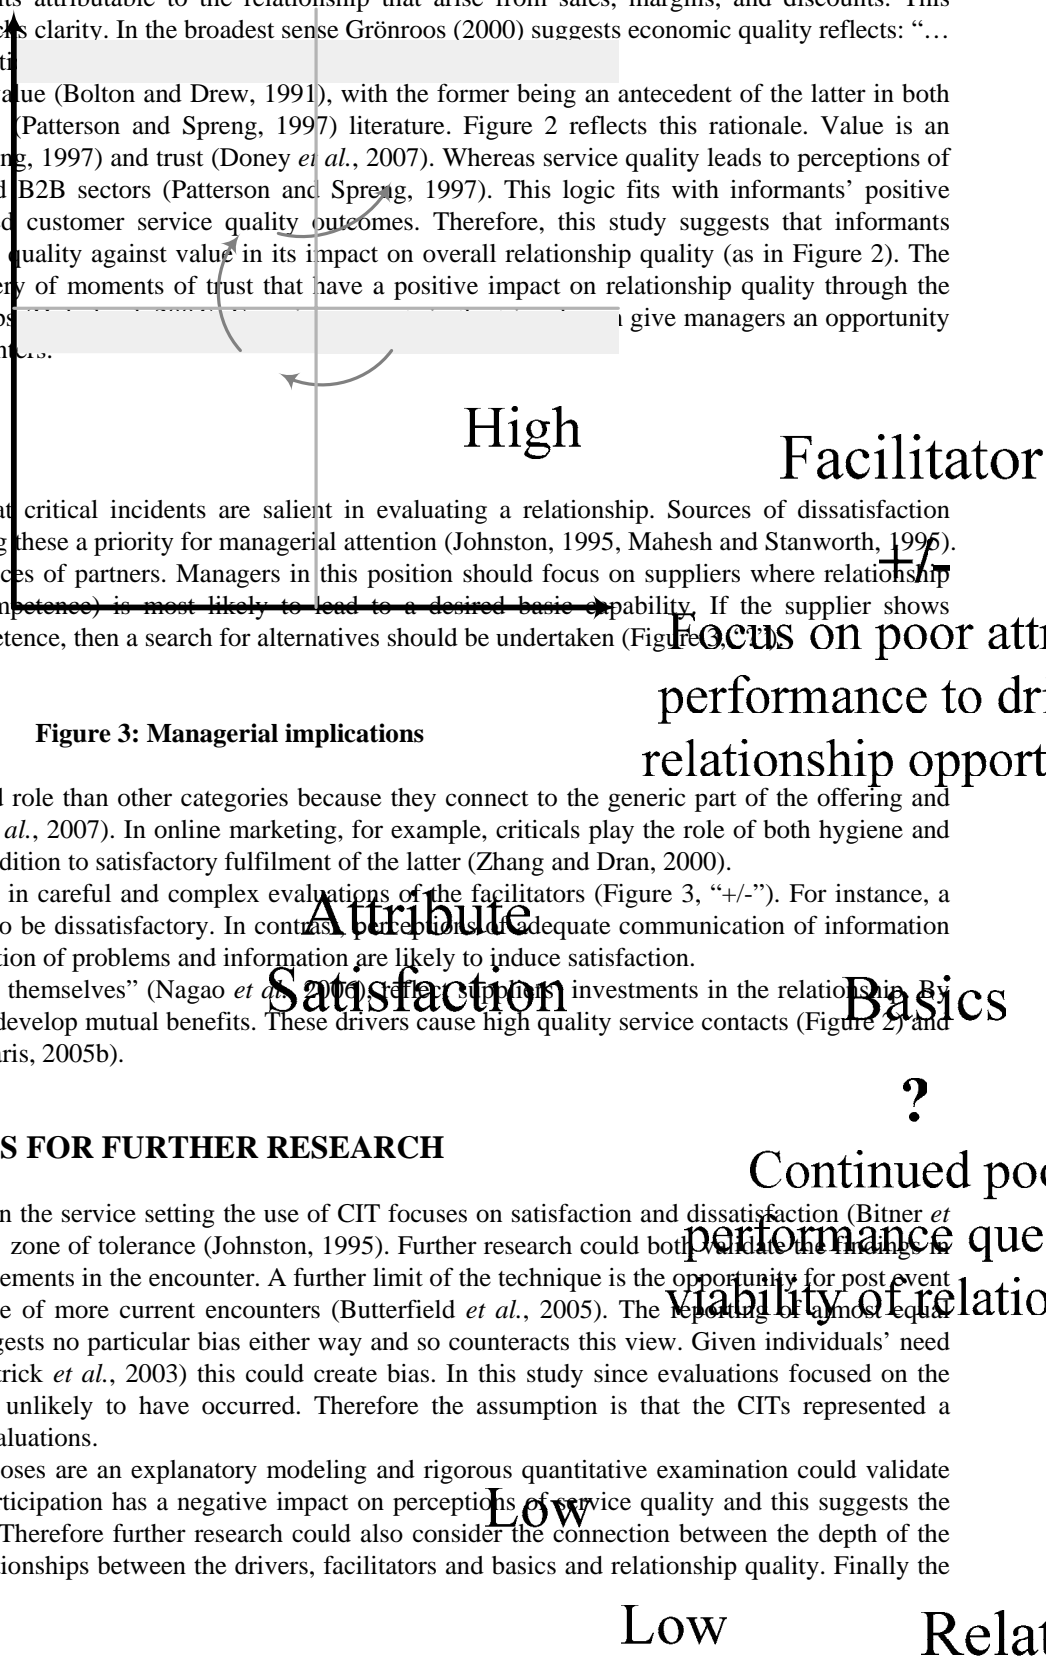 attributable to the relationship that arise from sales, margins, and discounts. This
clarity. In the broadest sense Grönroos (2000) suggests economic quality reflects: “…
value (Bolton and Drew, 1991), with the former being an antecedent of the latter in both
(Patterson and Spreng, 1997) literature. Figure 2 reflects this rationale. Value is an
ng, 1997) and trust (Doney et al., 2007). Whereas service quality leads to perceptions of
d B2B sectors (Patterson and Spreng, 1997). This logic fits with informants’ positive
d customer service quality outcomes. Therefore, this study suggests that informants
quality against value in its impact on overall relationship quality (as in Figure 2). The
ery of moments of trust that have a positive impact on relationship quality through the
give managers an opportunity
nters.
High
Facilitator
at critical incidents are salient in evaluating a relationship. Sources of dissatisfaction
g these a priority for managerial attention (Johnston, 1995, Mahesh and Stanworth, 1995).
+/-
ces of partners. Managers in this position should focus on suppliers where relationship
mpetence) is most likely to lead to a desired basic capability. If the supplier shows
etence, then a search for alternatives should be undertaken (Figure 3, “?”).
Focus on poor attr
performance to dri
relationship opport
Figure 3: Managerial implications
l role than other categories because they connect to the generic part of the offering and
al., 2007). In online marketing, for example, criticals play the role of both hygiene and
ddition to satisfactory fulfilment of the latter (Zhang and Dran, 2000).
in careful and complex evaluations of the facilitators (Figure 3, “+/-”). For instance, a
o be dissatisfactory. In contrast, perceptions of adequate communication of information
tion of problems and information are likely to induce satisfaction.
Attribute
Satisfaction
themselves” (Nagao et al., 2006), reflect suppliers’ investments in the relationship. By
develop mutual benefits. These drivers cause high quality service contacts (Figure 2) and
aris, 2005b).
Basics
?
S FOR FURTHER RESEARCH
Continued poo
performance que
viability of relatio
n the service setting the use of CIT focuses on satisfaction and dissatisfaction (Bitner et
zone of tolerance (Johnston, 1995). Further research could both validate the findings in
ements in the encounter. A further limit of the technique is the opportunity for post event
e of more current encounters (Butterfield et al., 2005). The reporting of almost equal
gests no particular bias either way and so counteracts this view. Given individuals’ need
trick et al., 2003) this could create bias. In this study since evaluations focused on the
unlikely to have occurred. Therefore the assumption is that the CITs represented a
aluations.
oses are an explanatory modeling and rigorous quantitative examination could validate
rticipation has a negative impact on perceptions of service quality and this suggests the
Therefore further research could also consider the connection between the depth of the
tionships between the drivers, facilitators and basics and relationship quality. Finally the
Low
Low
Relat